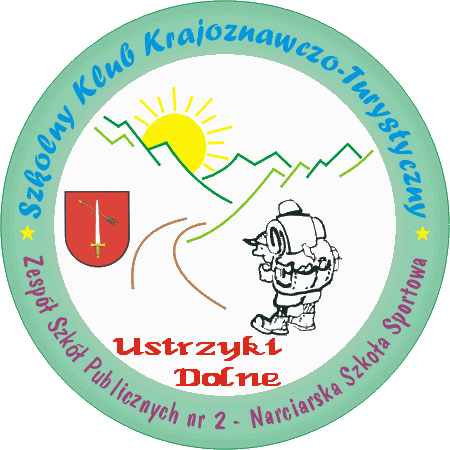 Szkolny Klub Krajoznawczo-Turystyczny
Ustrzyki
Dolne
Zespół Szkół Publicznych nr 2 - Narciarska Szkoła Sportowa